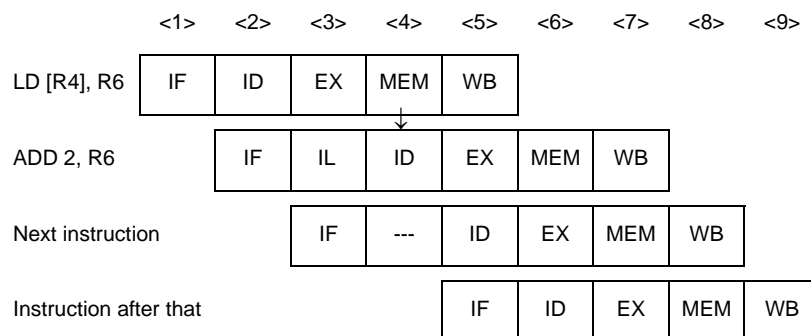 <1> <2> <3> <4> <5> <6> <7> <8> <9>
LD [R4], R6 IF ID EX MEM WB
ADD 2, R6 IF IL ID EX MEM WB
Next instruction IF --- ID EX MEM WB
Instruction after that IF ID EX MEM WB